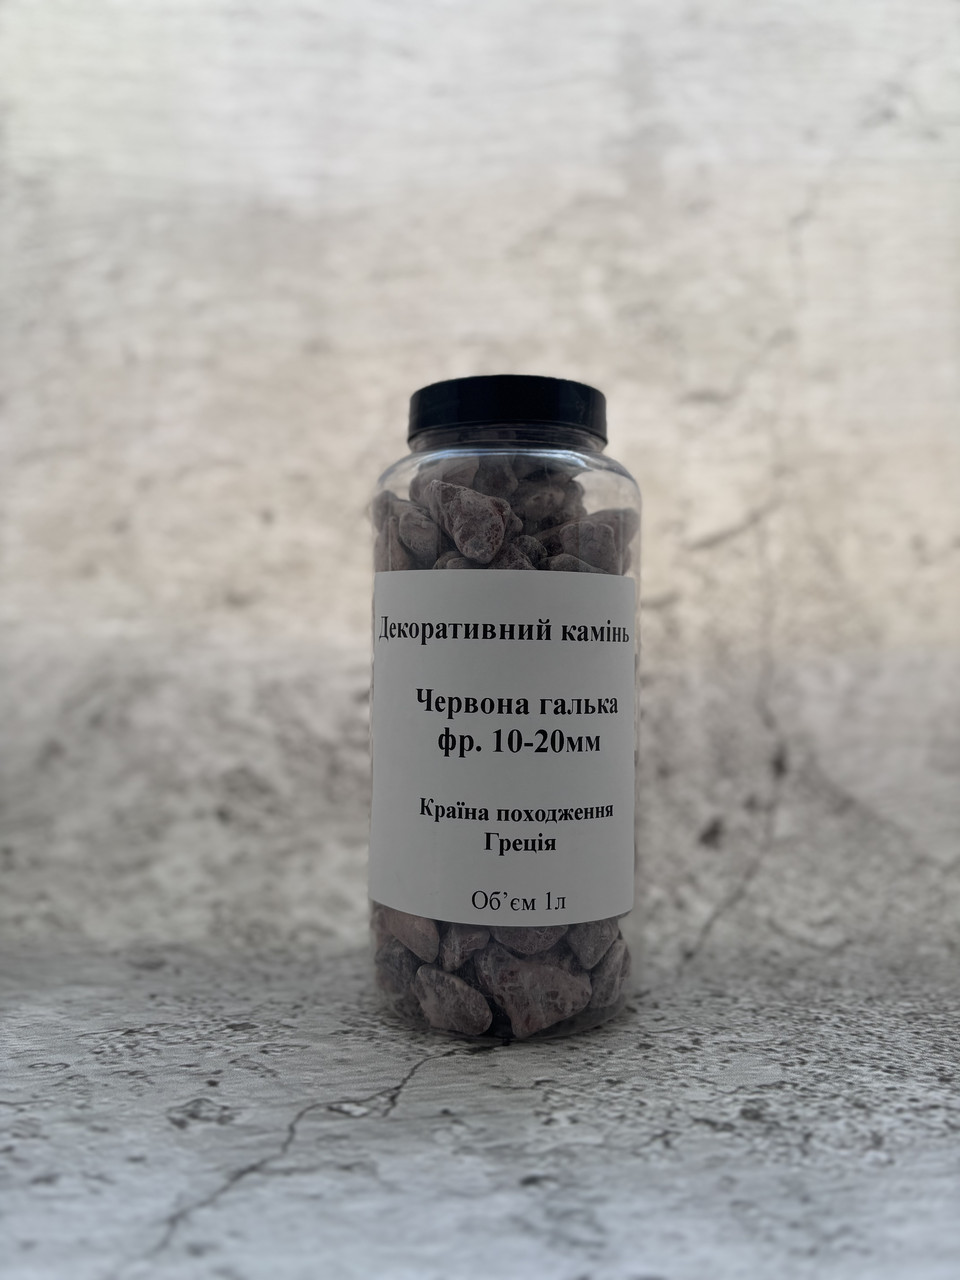 Декоративний камінь
Червона галька
фр. 10-20мм
Країна походження
Греція
Об’єм 1л